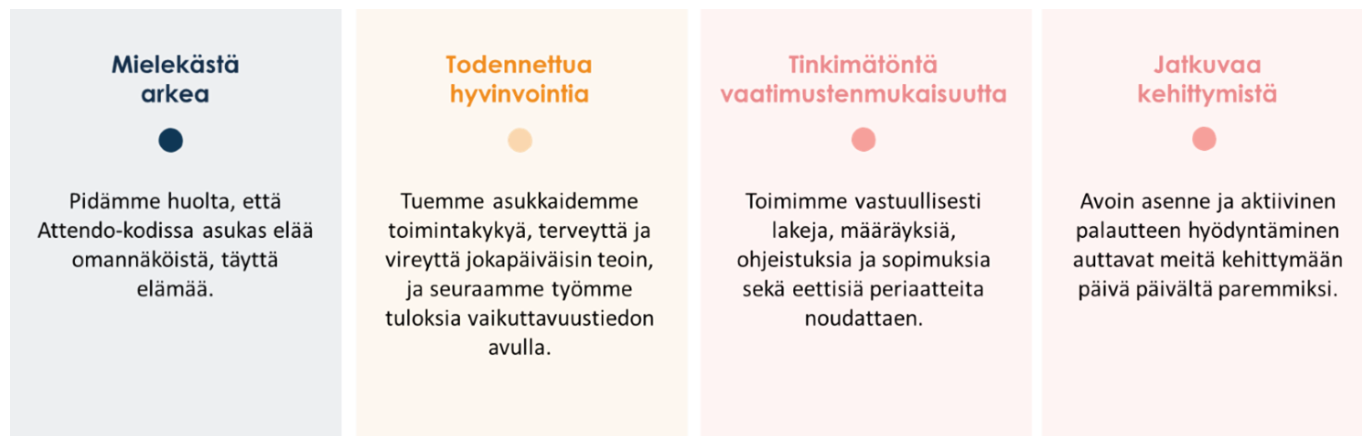 Mielekästä
arkea
Pidämme huolta, että
Attendo-kodissa asukas elää
omannäköistä, täyttä
elämää.
Todennettua
hyvinvointia
Tuemme asukkaidemme
toimintakykyä, terveyttä ja
vireyttä jokapäiväisin teoin,
ja seuraamme työmme
tuloksia vaikuttavuustiedon
avulla.
Tinkimätöntä
vaatimustenmukaisuutta
Toimimme vastuullisesti
lakeja, määräyksiä,
ohjeistuksia ja sopimuksia
sekä eettisiä periaatteita
noudattaen.
Jatkuvaa
kehittymistä
Avoin asenne ja aktiivinen
palautteen hyödyntäminen
auttavat meitä kehittymään
päivä päivältä paremmiksi.